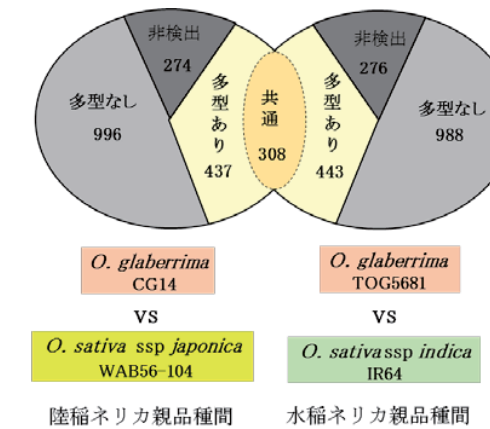 非検出
274
多型なし
996
多型あり
437
共通
308
非検出
276
多型あり
443
多型なし
988
O. glaberrima
CG14
vs
O. sativa ssp japonica
WAB56-104
陸稲ネリカ親品種間
O. glaberrima
TOG5681
vs
O. sativa ssp indica
IR64
水稲ネリカ親品種間